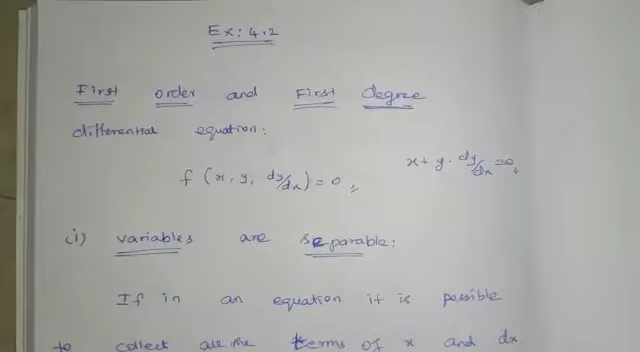 Ex: 4.2
First order and First degree
differential equation:
f (x, y, dy/dx) = 0,, x + y. dy/dx = 0,
(i) variables are separable:
If in an equation it is possible
to collect all the terms of x and dx